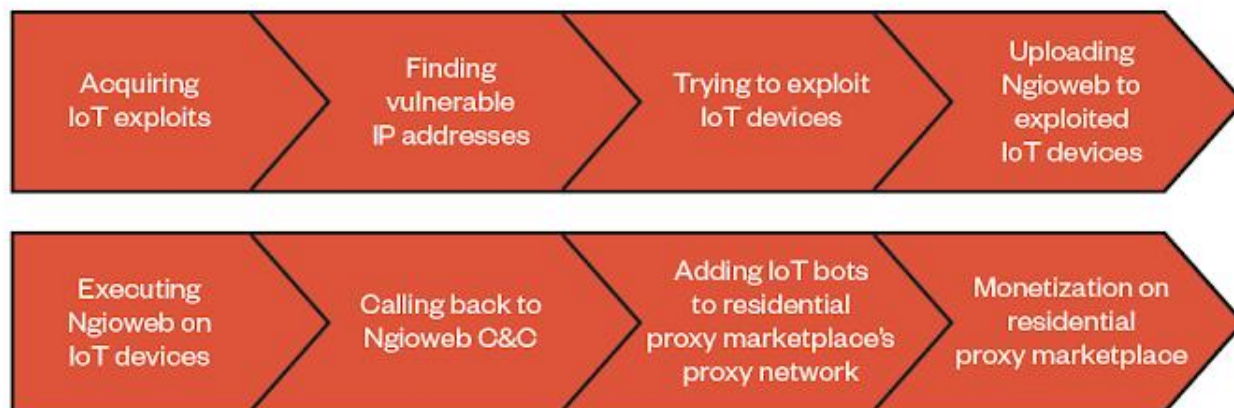 Acquiring
IoT exploits
Finding
vulnerable
IP addresses
Trying to exploit
IoT devices
Uploading
Ngioweb to
exploited
IoT devices
Executing
Ngioweb on
IoT devices
Calling back to
Ngioweb C&C
Adding IoT bots
to residential
proxy marketplace's
proxy network
Monetization on
residential
proxy marketplace